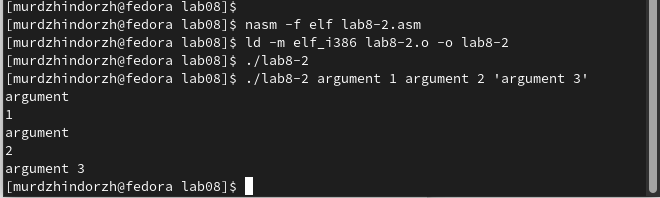 [murdzhindorzh@fedora lab08]$
[murdzhindorzh@fedora lab08]$ nasm -f elf lab8-2.asm
[murdzhindorzh@fedora lab08]$ ld -m elf_i386 lab8-2.o -o lab8-2
[murdzhindorzh@fedora lab08]$ ./lab8-2
[murdzhindorzh@fedora lab08]$ ./lab8-2 argument 1 argument 2 'argument 3'
argument
1
argument
2
argument 3
[murdzhindorzh@fedora lab08]$